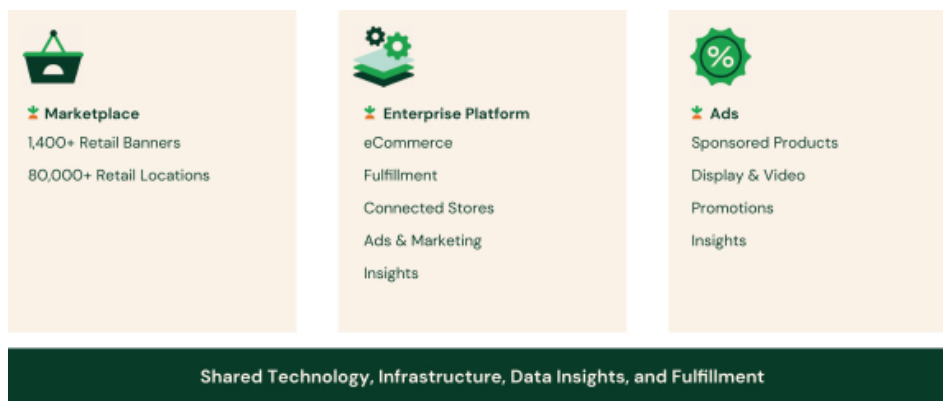 Marketplace
1,400+ Retail Banners
80,000+ Retail Locations
Enterprise Platform
eCommerce
Fulfillment
Connected Stores
Ads & Marketing
Insights
%
Ads
Sponsored Products
Display & Video
Promotions
Insights
Shared Technology, Infrastructure, Data Insights, and Fulfillment